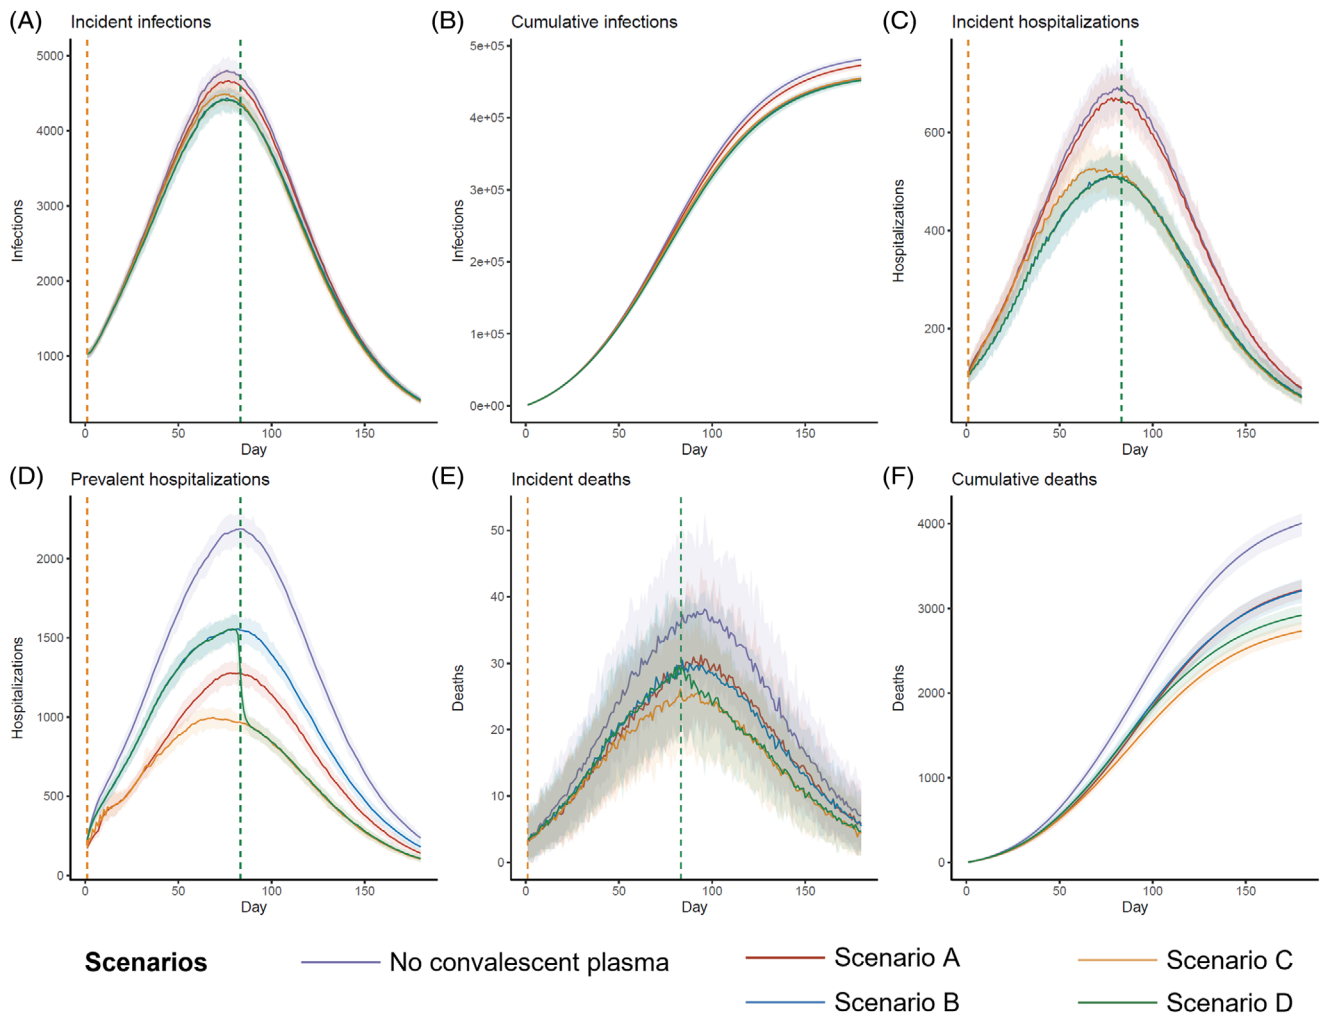 (A) Incident infections
5000
4000
3000
2000
1000
Infections
0 50 100 150
Day
(B) Cumulative infections
5e+05
4e+05
3e+05
2e+05
1e+05
0e+00
Infections
0 50 100 150
Day
(C) Incident hospitalizations
600
400
200
Hospitalizations
0 50 100 150
Day
(D) Prevalent hospitalizations
2000
1500
1000
500
0
Hospitalizations
0 50 100 150
Day
(E) Incident deaths
50
40
30
20
10
0
Deaths
0 50 100 150
Day
(F) Cumulative deaths
4000
3000
2000
1000
0
Deaths
0 50 100 150
Day
Scenarios No convalescent plasma Scenario A Scenario C
Scenario B Scenario D